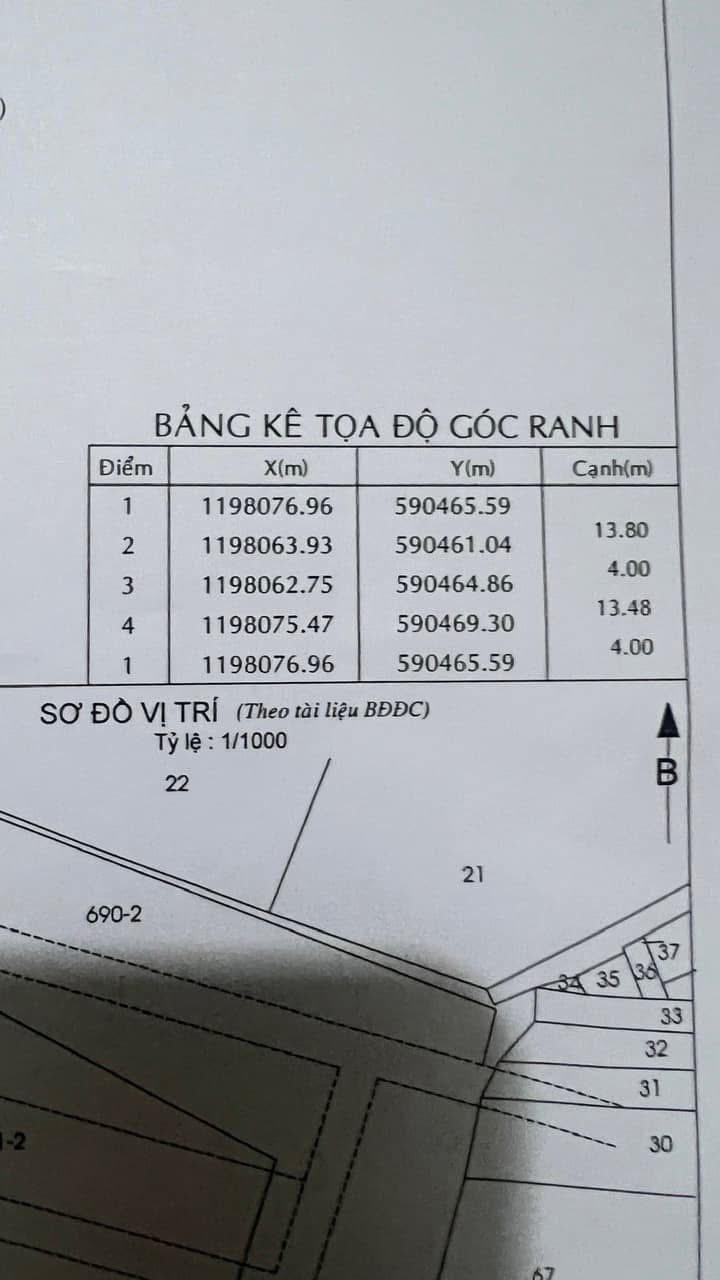 )
BẢNG KÊ TỌA ĐỘ GÓC RANH
Điểm X(m) Y(m) Cạnh(m)
1 1198076.96 590465.59
13.80
2 1198063.93 590461.04
4.00
3 1198062.75 590464.86
13.48
4 1198075.47 590469.30
4.00
1 1198076.96 590465.59
SƠ ĐỒ VỊ TRÍ (Theo tài liệu BĐĐC)
Tỷ lệ : 1/1000
B
22
21
690-2
37
36
35
34
33
32
31
-2
30
67